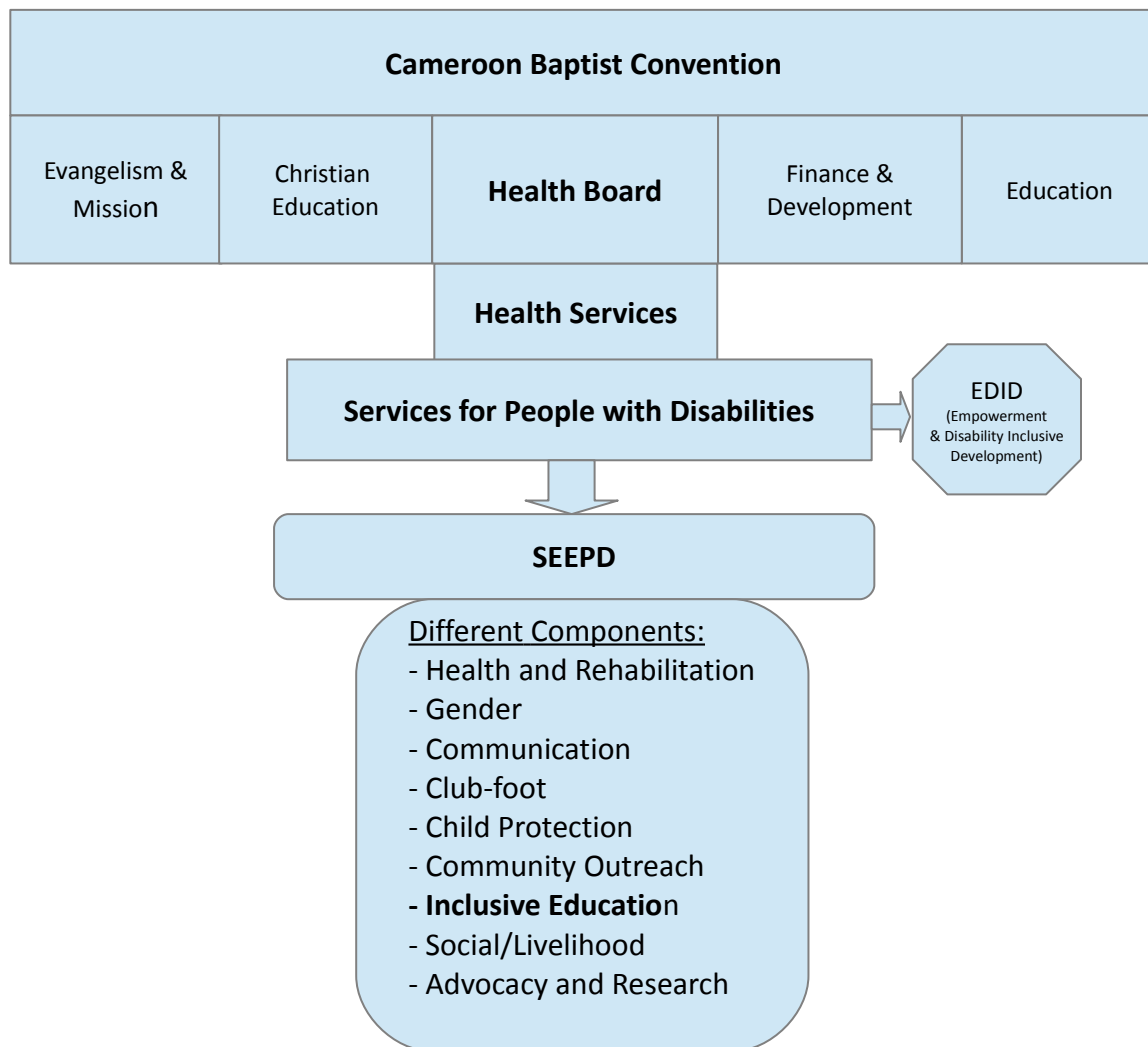 Cameroon Baptist Convention
Evangelism &
Mission
Christian
Education
Health Board
Finance &
Development
Education
Health Services
Services for People with Disabilities
EDID
(Empowerment
& Disability Inclusive
Development)
SEEPD
Different Components:
- Health and Rehabilitation
- Gender
- Communication
- Club-foot
- Child Protection
- Community Outreach
- Inclusive Education
- Social/Livelihood
- Advocacy and Research